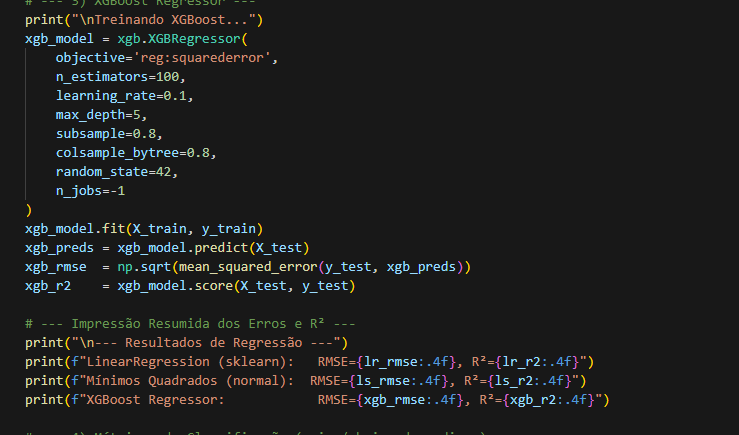 # --- 3) XGBoost Regressor ---
print("\nTreinando XGBoost...")
xgb_model = xgb.XGBRegressor(
    objective='reg:squarederror',
    n_estimators=100,
    learning_rate=0.1,
    max_depth=5,
    subsample=0.8,
    colsample_bytree=0.8,
    random_state=42,
    n_jobs=-1
)
xgb_model.fit(X_train, y_train)
xgb_preds = xgb_model.predict(X_test)
xgb_rmse  = np.sqrt(mean_squared_error(y_test, xgb_preds))
xgb_r2    = xgb_model.score(X_test, y_test)

# --- Impressão Resumida dos Erros e R² ---
print("\n--- Resultados de Regressão ---")
print(f"LinearRegression (sklearn):   RMSE={lr_rmse:.4f}, R²={lr_r2:.4f}")
print(f"Mínimos Quadrados (normal):  RMSE={ls_rmse:.4f}, R²={ls_r2:.4f}")
print(f"XGBoost Regressor:            RMSE={xgb_rmse:.4f}, R²={xgb_r2:.4f}")